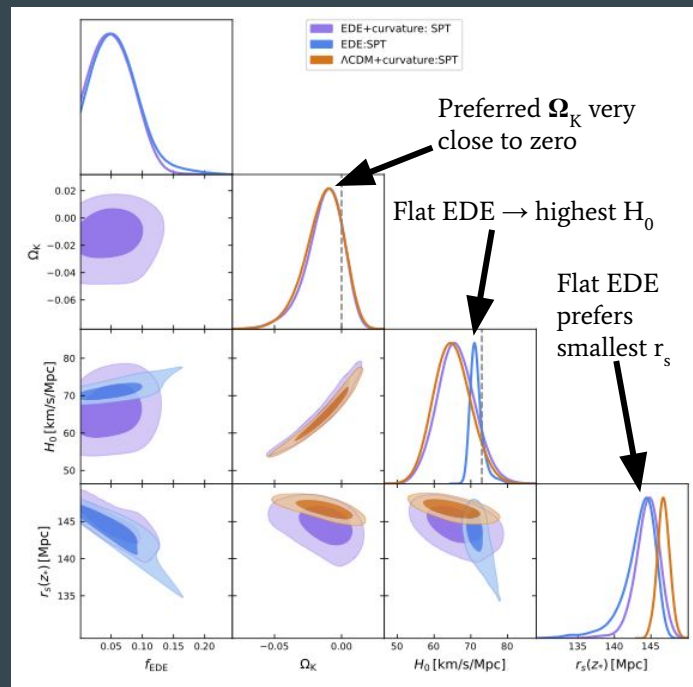 EDE+curvature: SPT
EDE:SPT
ΛCDM+curvature:SPT
Preferred Ω_K very
close to zero
Flat EDE → highest H_0
Flat EDE
prefers
smallest r_s
0.02
0.00
−0.02
−0.04
−0.06
Ω_K
80
70
60
50
H_0 [km/s/Mpc]
145
140
135
r_s(z_*) [Mpc]
0.05 0.10 0.15 0.20
−0.05 0.00
60 80
135 145
f_EDE
Ω_K
H_0 [km/s/Mpc]
r_s(z_*) [Mpc]